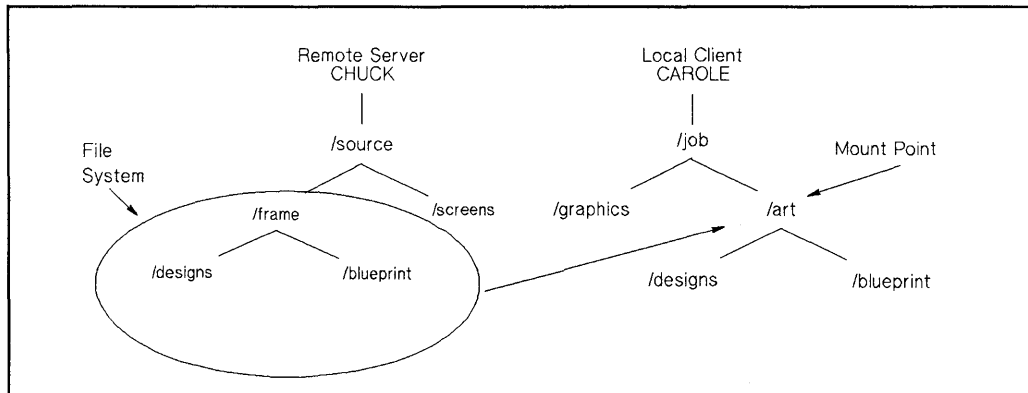 Remote Server
CHUCK
Local Client
CAROLE
/source
/job
File
System
Mount Point
/frame
/screens
/graphics
/art
/designs
/blueprint
/designs
/blueprint